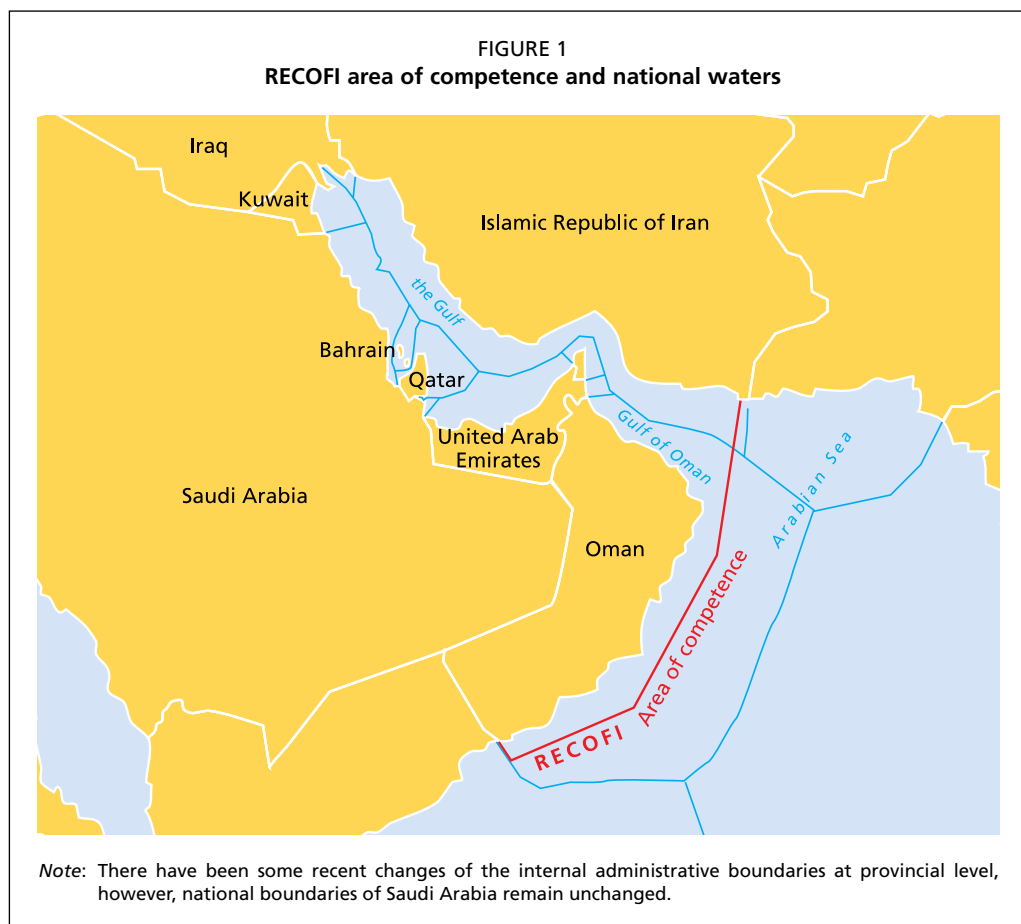 FIGURE 1
RECOFI area of competence and national waters
Iraq
Kuwait
Islamic Republic of Iran
the Gulf
Bahrain
Qatar
United Arab
Emirates
Gulf of Oman
Arabian Sea
Saudi Arabia
Oman
RECOFI Area of competence
Note: There have been some recent changes of the internal administrative boundaries at provincial level,
however, national boundaries of Saudi Arabia remain unchanged.